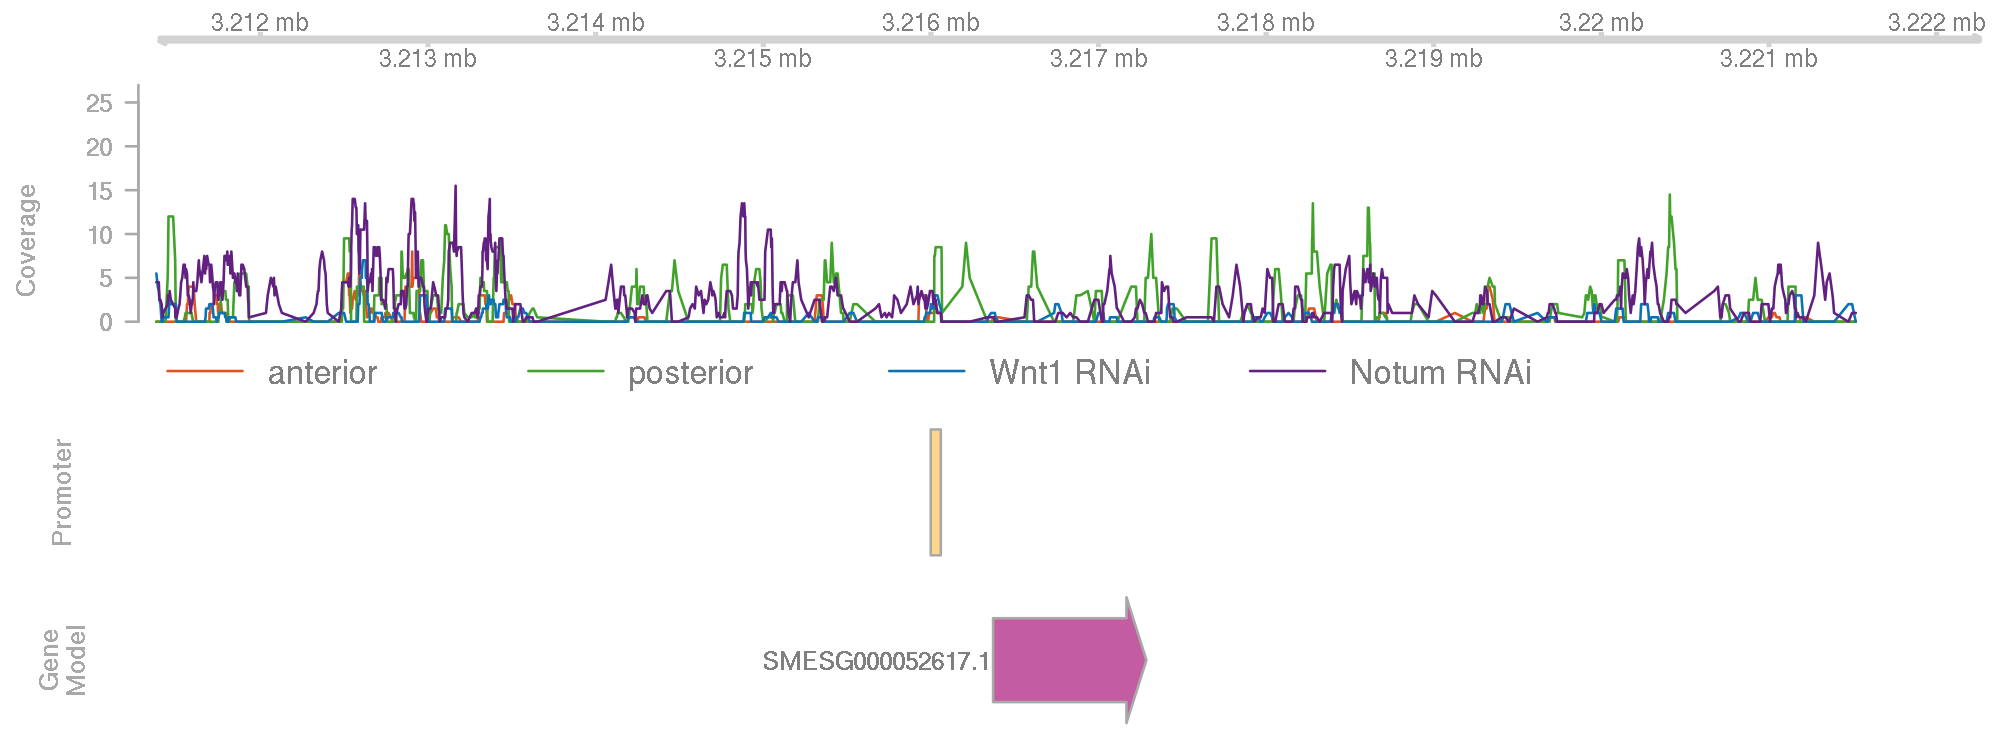 3.212 mb 3.214 mb 3.216 mb 3.218 mb 3.22 mb 3.222 mb
3.213 mb 3.215 mb 3.217 mb 3.219 mb 3.221 mb
Coverage
25
20
15
10
5
0
anterior posterior Wnt1 RNAi Notum RNAi
Promoter
Gene
Model
SMESG000052617.1